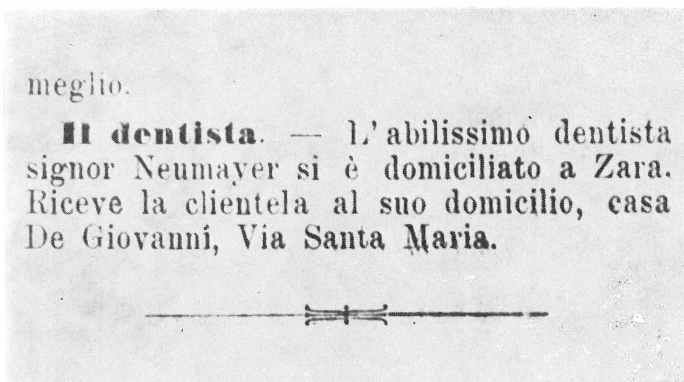 meglio.
Il dentista. — L'abilissimo dentista
signor Neumayer si è domiciliato a Zara.
Riceve la clientela al suo domicilio, casa
De Giovanni, Via Santa Maria.